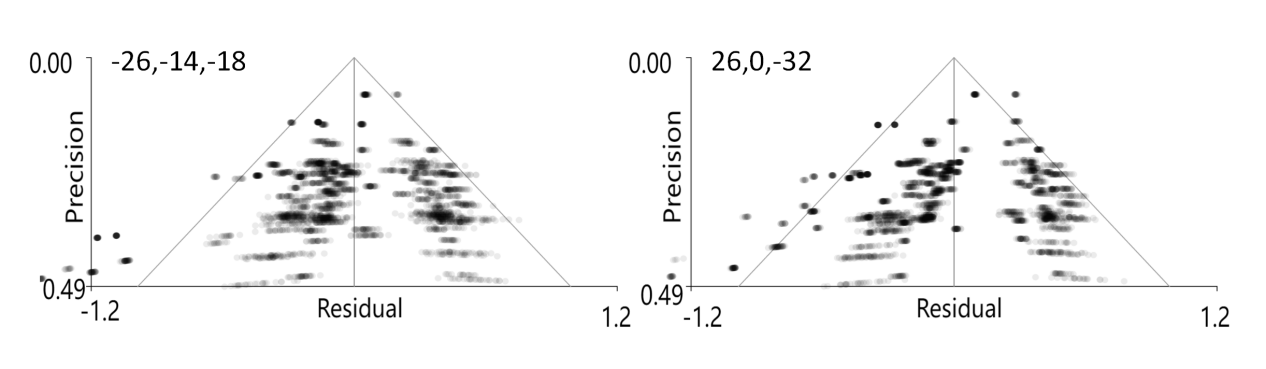 0.00
-26,-14,-18
Precision
0.49
-1.2
Residual
1.2
0.00
26,0,-32
Precision
0.49
-1.2
Residual
1.2